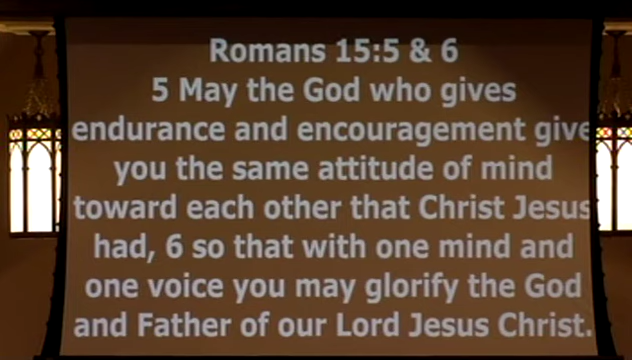 Romans 15:5 & 6
5 May the God who gives
endurance and encouragement give
you the same attitude of mind
toward each other that Christ Jesus
had, 6 so that with one mind and
one voice you may glorify the God
and Father of our Lord Jesus Christ.